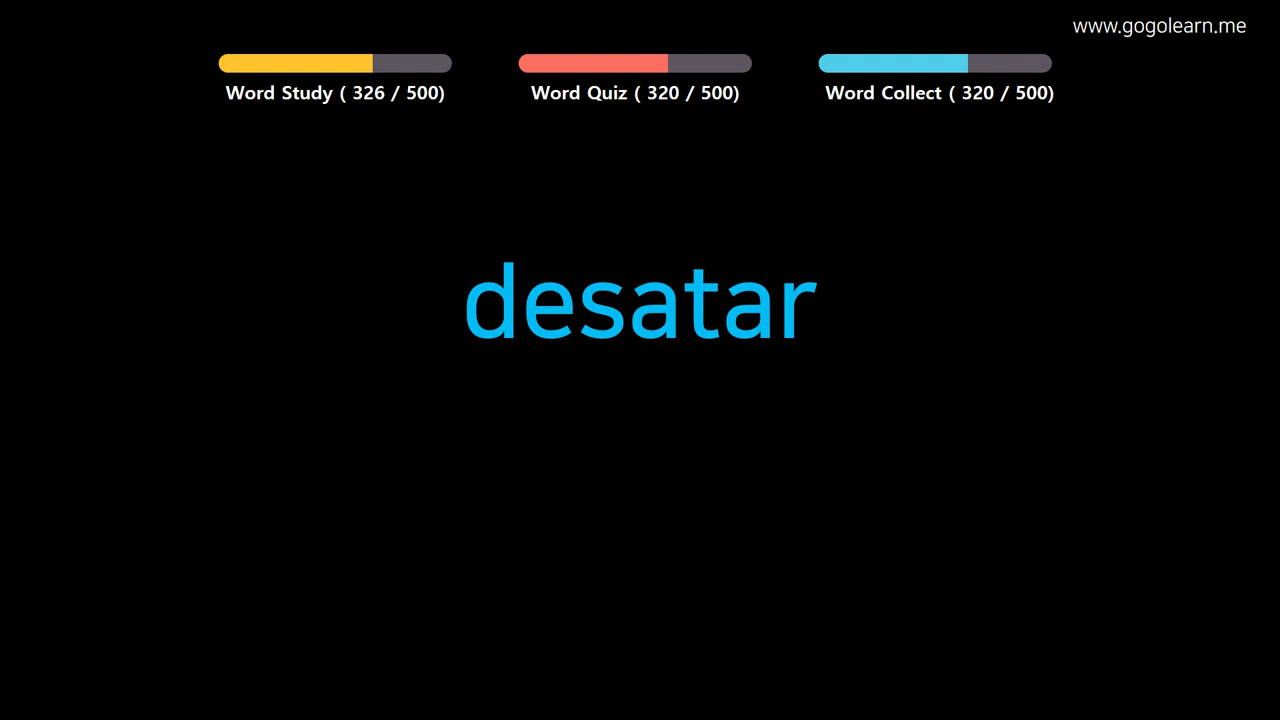 www.gogolearn.me
Word Study ( 326 / 500)
Word Quiz ( 320 / 500)
Word Collect ( 320 / 500)
desatar